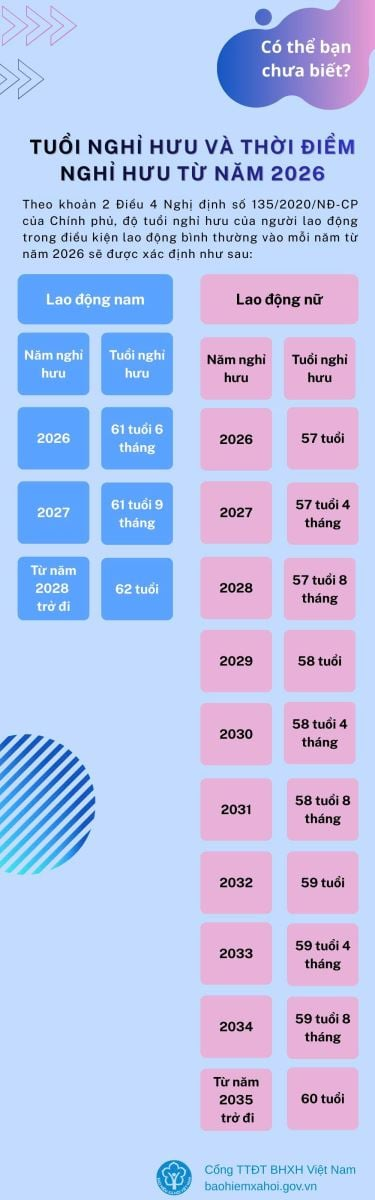 Có thể bạn
chưa biết?
TUỔI NGHỈ HƯU VÀ THỜI ĐIỂM
NGHỈ HƯU TỪ NĂM 2026
Theo khoản 2 Điều 4 Nghị định số 135/2020/NĐ-CP
của Chính phủ, độ tuổi nghỉ hưu của người lao động
trong điều kiện lao động bình thường vào mỗi năm từ
năm 2026 sẽ được xác định như sau:
Lao động nam
Năm nghỉ
hưu
Tuổi nghỉ
hưu
2026
61 tuổi 6
tháng
2027
61 tuổi 9
tháng
Từ năm
2028
trở đi
62 tuổi
Lao động nữ
Năm nghỉ
hưu
Tuổi nghỉ
hưu
2026
57 tuổi
2027
57 tuổi 4
tháng
2028
57 tuổi 8
tháng
2029
58 tuổi
2030
58 tuổi 4
tháng
2031
58 tuổi 8
tháng
2032
59 tuổi
2033
59 tuổi 4
tháng
2034
59 tuổi 8
tháng
Từ năm
2035
trở đi
60 tuổi
Cổng TTĐT BHXH Việt Nam
baohiemxahoi.gov.vn